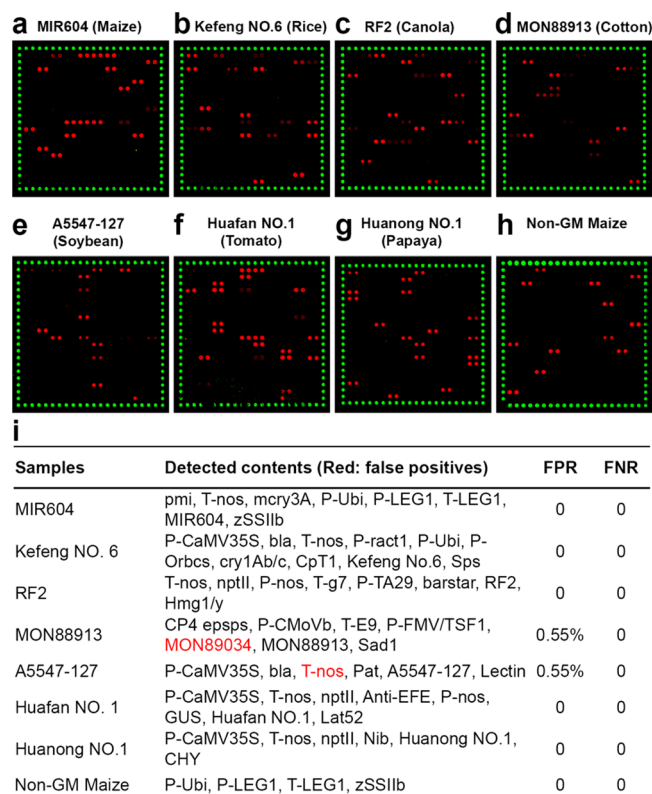 a MIR604 (Maize)
b Kefeng NO.6 (Rice)
c RF2 (Canola)
d MON88913 (Cotton)
e A5547-127
(Soybean)
f Huafan NO.1
(Tomato)
g Huanong NO.1
(Papaya)
h Non-GM Maize
i
Samples Detected contents (Red: false positives) FPR FNR
MIR604 pmi, T-nos, mcry3A, P-Ubi, P-LEG1, T-LEG1,
MIR604, zSSIIb 0 0
Kefeng NO. 6 P-CaMV35S, bla, T-nos, P-ract1, P-Ubi, P-
Orbcs, cry1Ab/c, CpT1, Kefeng No.6, Sps 0 0
RF2 T-nos, nptII, P-nos, T-g7, P-TA29, barstar, RF2,
Hmg1/y 0 0
MON88913 CP4 epsps, P-CMoVb, T-E9, P-FMV/TSF1,
MON89034, MON88913, Sad1 0.55% 0
A5547-127 P-CaMV35S, bla, T-nos, Pat, A5547-127, Lectin 0.55% 0
Huafan NO. 1 P-CaMV35S, T-nos, nptII, Anti-EFE, P-nos,
GUS, Huafan NO.1, Lat52 0 0
Huanong NO.1 P-CaMV35S, T-nos, nptII, Nib, Huanong NO.1,
CHY 0 0
Non-GM Maize P-Ubi, P-LEG1, T-LEG1, zSSIIb 0 0